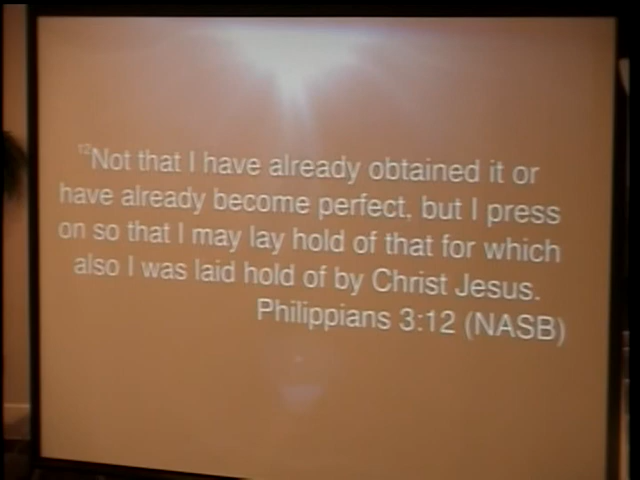 12Not that I have already obtained it or
have already become perfect, but I press
on so that I may lay hold of that for which
also I was laid hold of by Christ Jesus.
Philippians 3:12 (NASB)